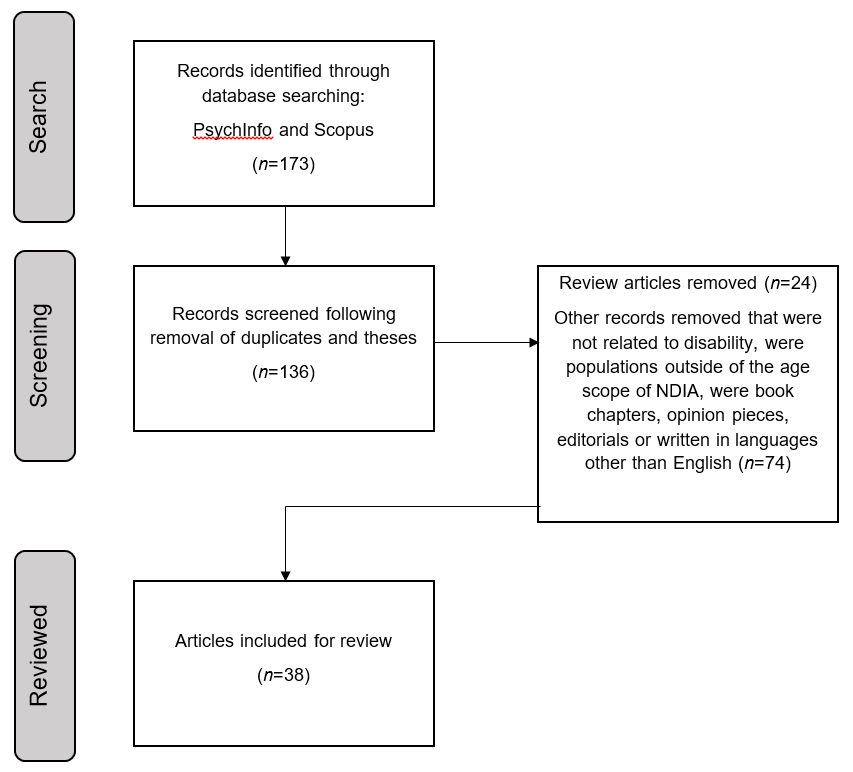 Search
Records identified through
database searching:
PsychInfo and Scopus
(n=173)
Screening
Records screened following
removal of duplicates and theses
(n=136)
Review articles removed (n=24)
Other records removed that were
not related to disability, were
populations outside of the age
scope of NDIA, were book
chapters, opinion pieces,
editorials or written in languages
other than English (n=74)
Reviewed
Articles included for review
(n=38)